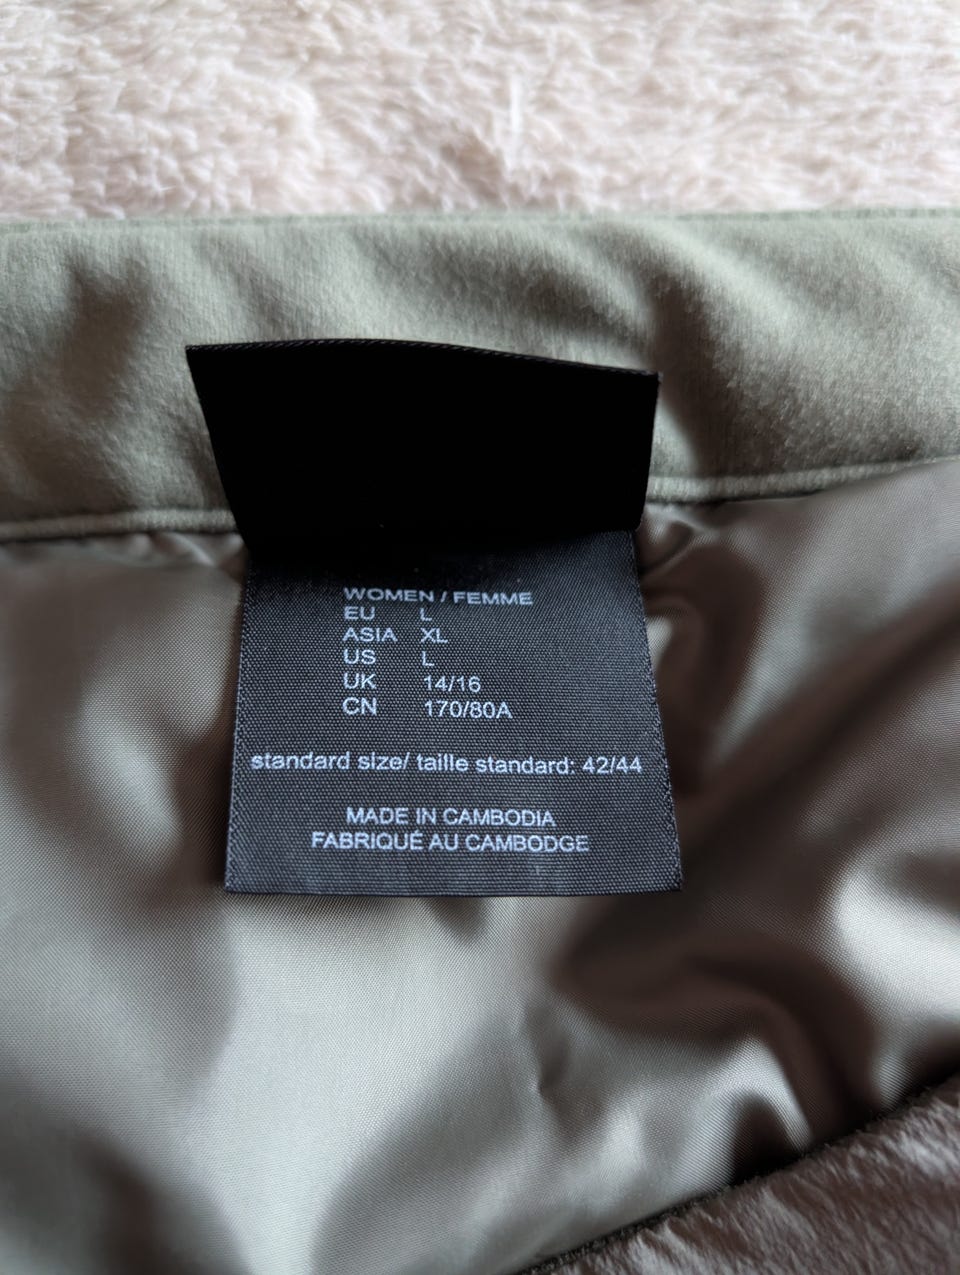 WOMEN / FEMME
EU L
ASIA XL
US L
UK 14/16
CN 170/80A
standard size/ taille standard: 42/44
MADE IN CAMBODIA
FABRIQUÉ AU CAMBODGE